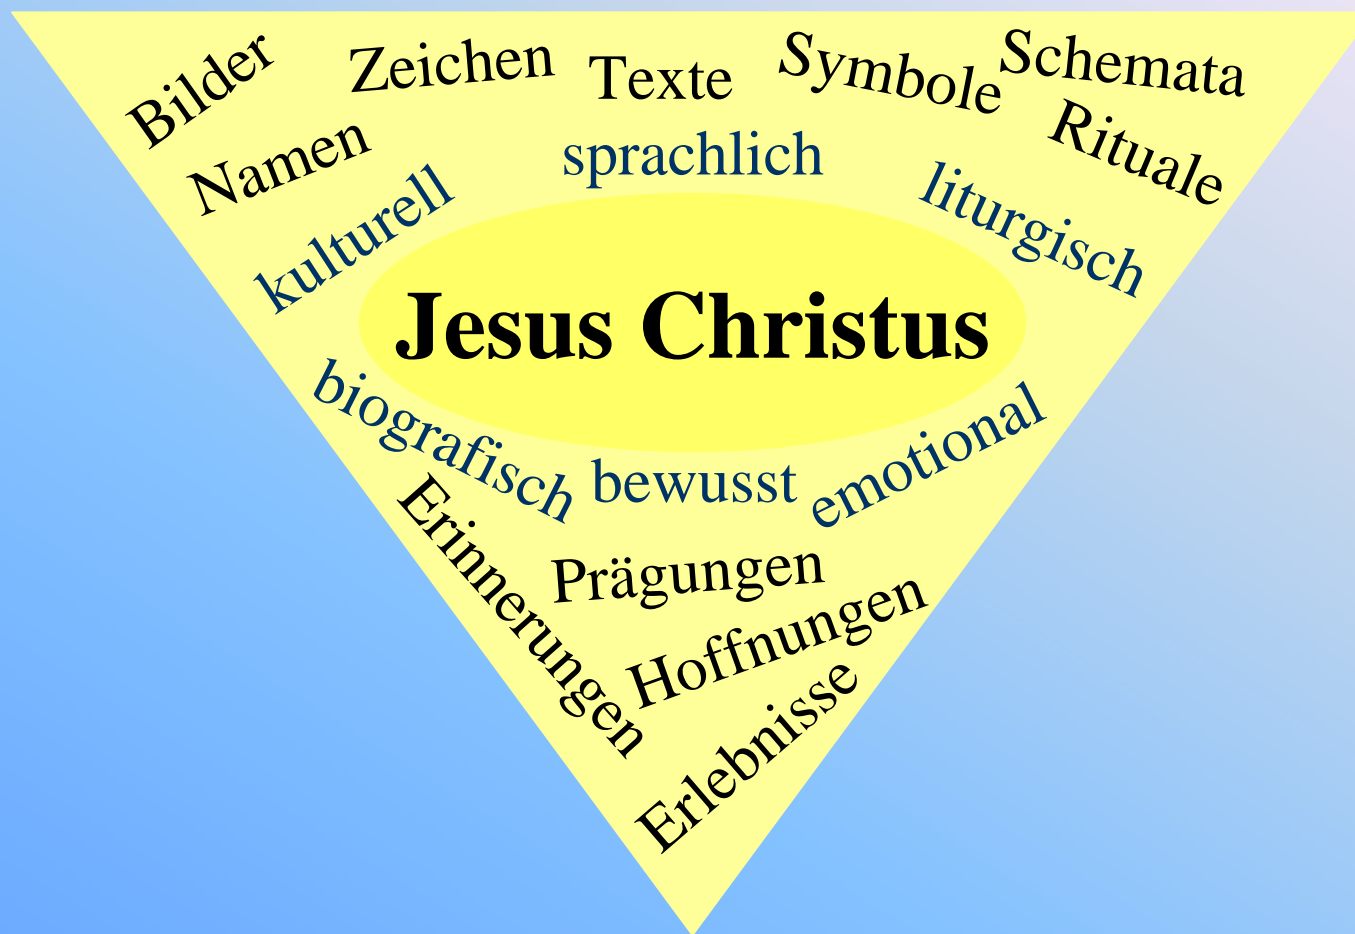 Bilder
Zeichen
Texte
Symbole
Schemata
Namen
Rituale
kulturell
sprachlich
liturgisch
Jesus Christus
biografisch
bewusst
emotional
Erinnerungen
Prägungen
Hoffnungen
Erlebnisse